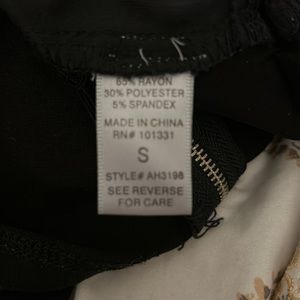 65% RAYON
30% POLYESTER
5% SPANDEX
MADE IN CHINA
RN# 101331
S
STYLE# AH3198
SEE REVERSE
FOR CARE